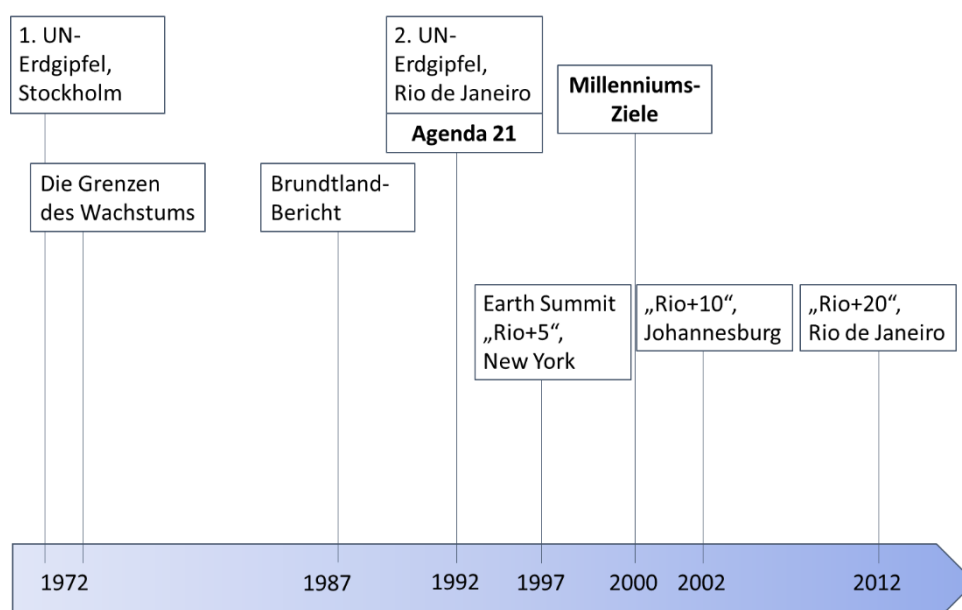 1. UN-
Erdgipfel,
Stockholm
Die Grenzen
des Wachstums
Brundtland-
Bericht
2. UN-
Erdgipfel,
Rio de Janeiro
Agenda 21
Earth Summit
„Rio+5“,
New York
Millenniums-
Ziele
„Rio+10“,
Johannesburg
„Rio+20“,
Rio de Janeiro
1972
1987
1992
1997
2000
2002
2012